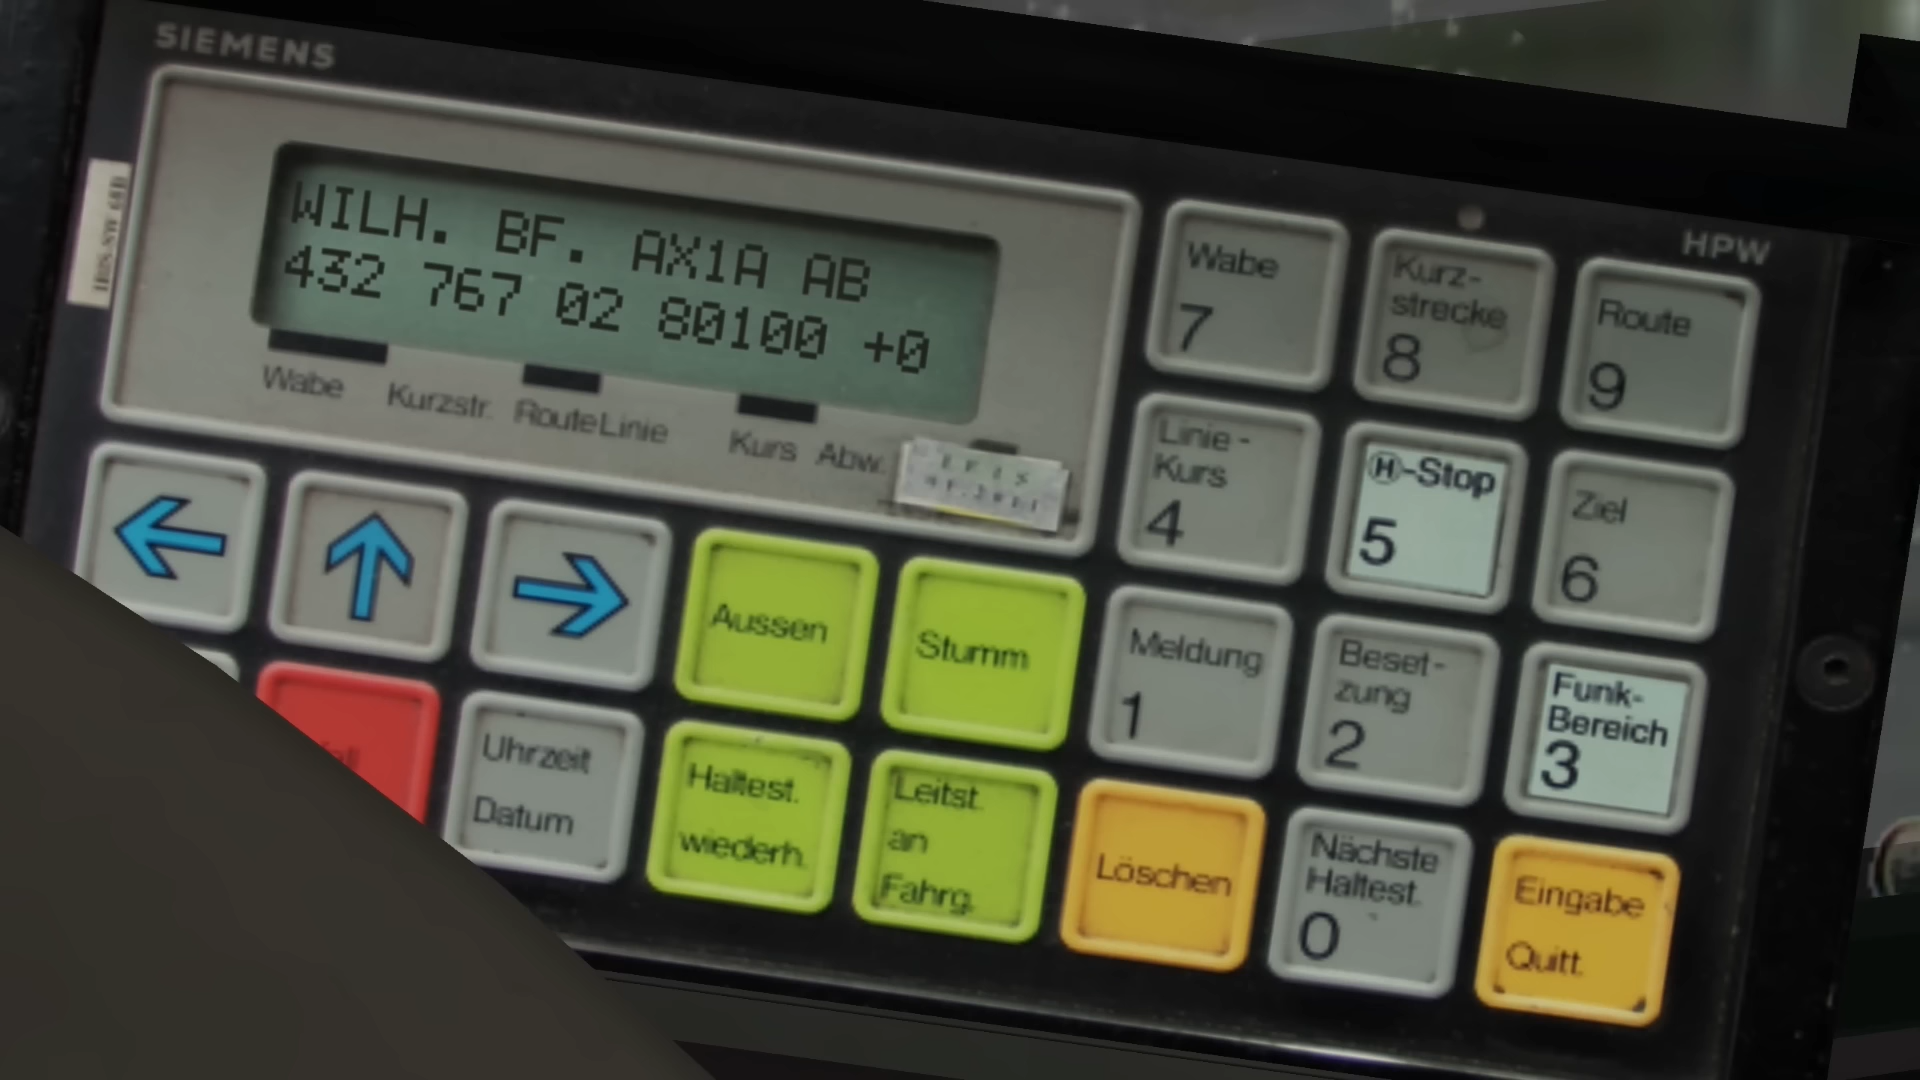 SIEMENS
HPW
WILH. BF. AX1A AB
432 767 02 80100 +0
Wabe Kurzstr. Route Linie Kurs Abw.
Wabe
7
Kurz-
strecke
8
Route
9
Linie-
Kurs
4
H-Stop
5
Ziel
6
Aussen
Stumm
Meldung
1
Beset-
zung
2
Funk-
Bereich
3
Uhrzeit
Datum
Haltest.
wiederh.
Leitst.
an
Fahrg.
Löschen
Nächste
Haltest.
0
Eingabe
Quitt.